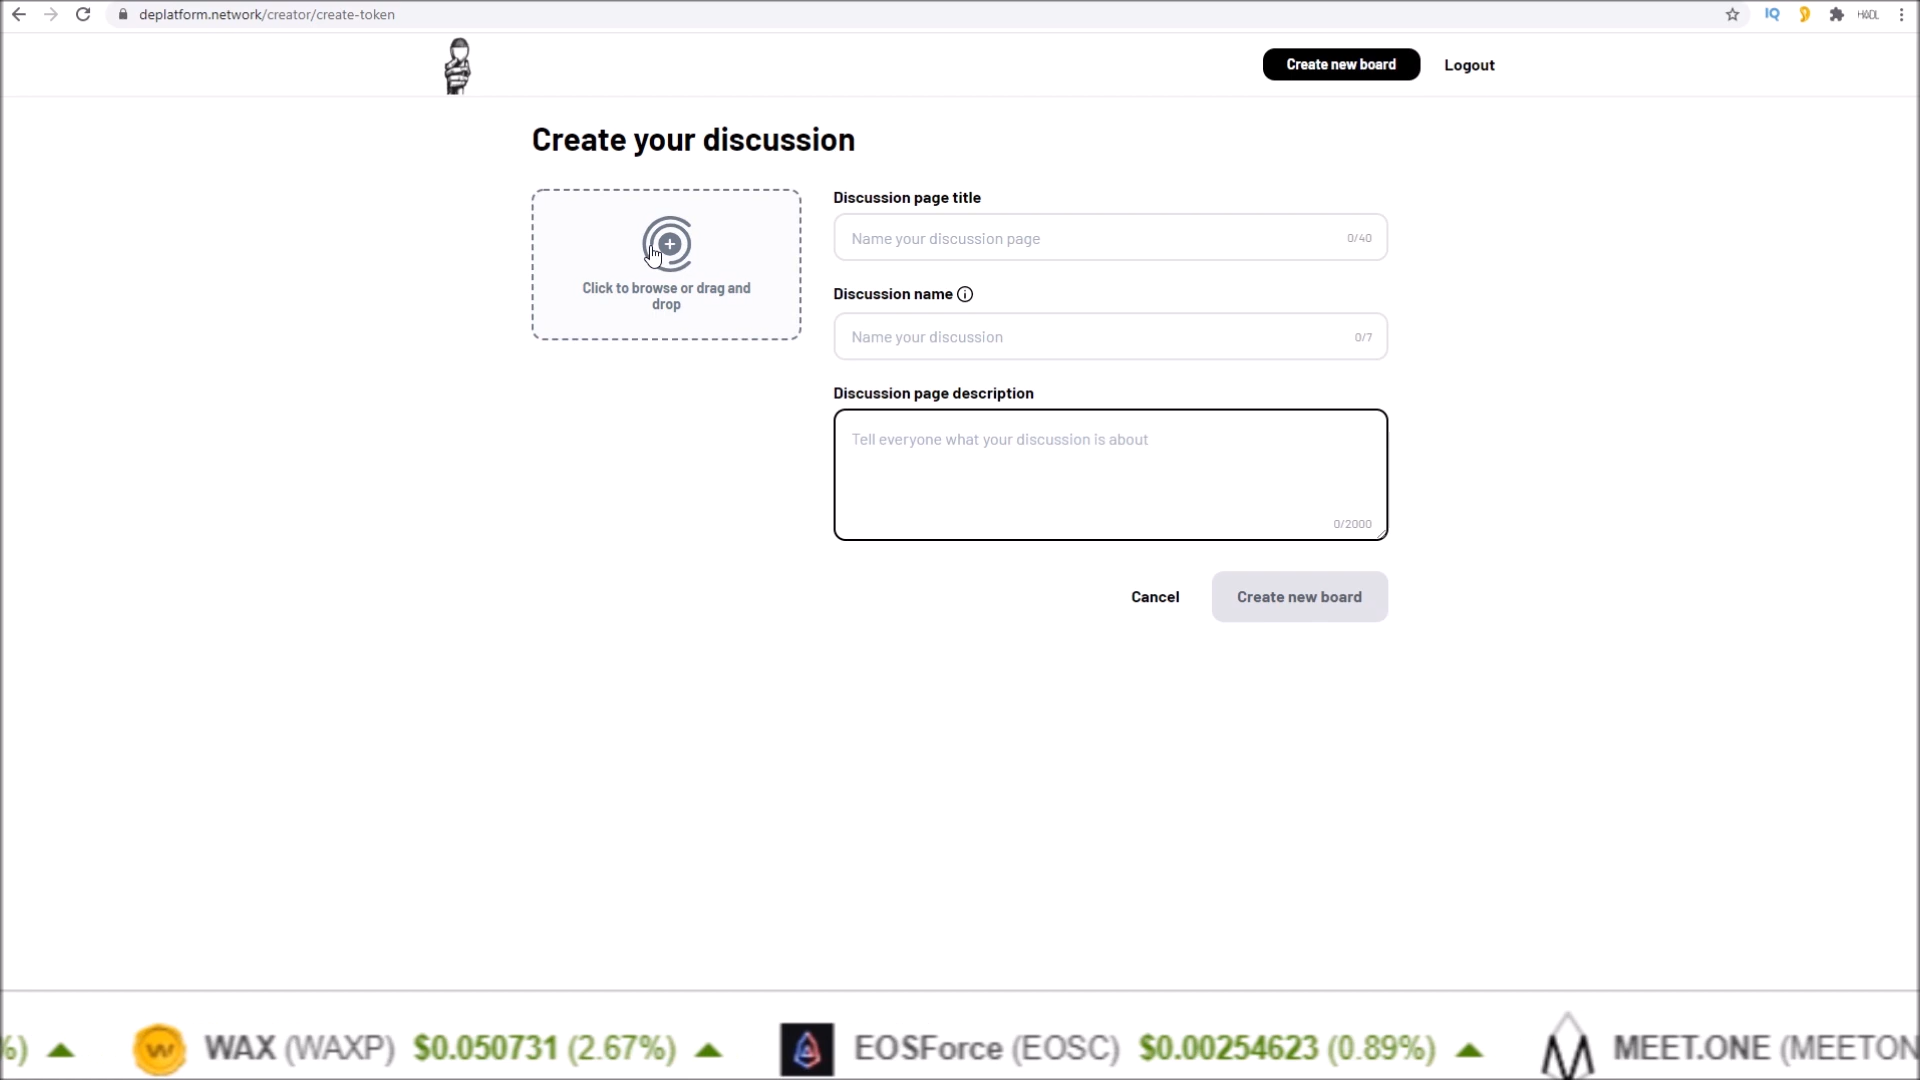 deplatform.network/creator/create-token
IQ
HODL
Create new board
Logout
Create your discussion
Click to browse or drag and
drop
Discussion page title
Name your discussion page
0/40
Discussion name
Name your discussion
0/7
Discussion page description
Tell everyone what your discussion is about
0/2000
Cancel
Create new board
%) WAX (WAXP) $0.050731 (2.67%) EOSForce (EOSC) $0.00254623 (0.89%) MEET.ONE (MEETON